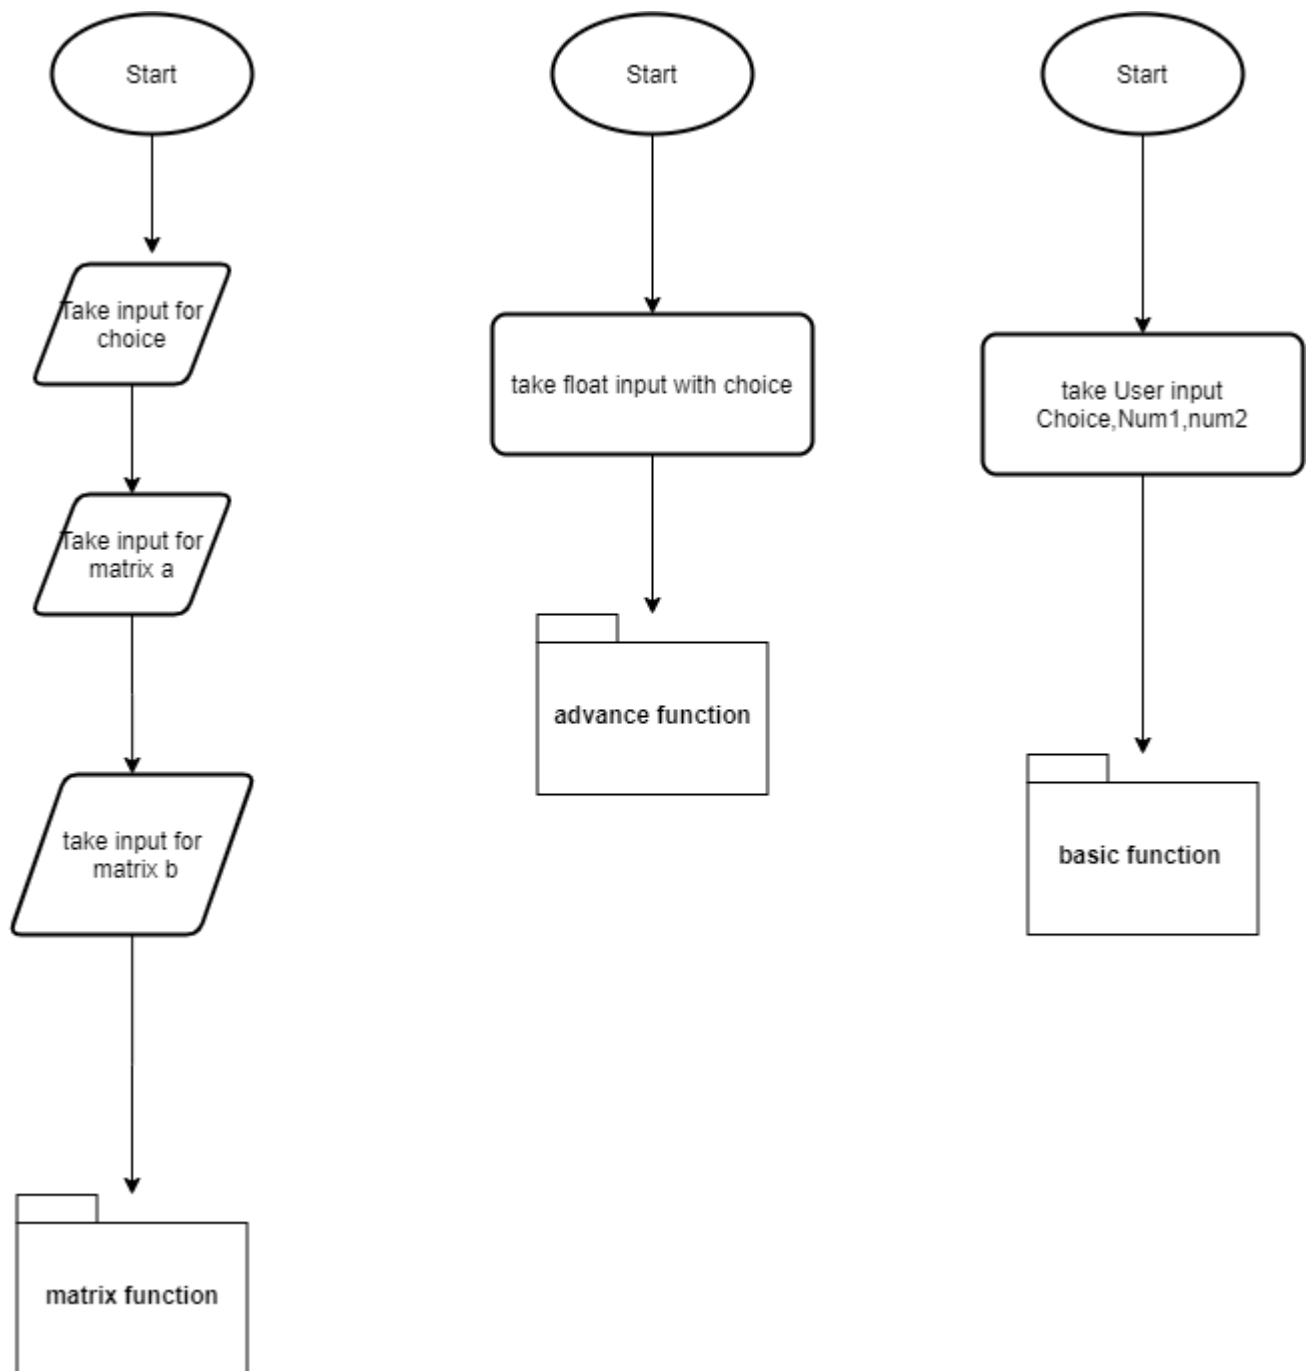 Start
Take input for
choice
Take input for
matrix a
take input for
matrix b
matrix function
Start
take float input with choice
advance function
Start
take User input
Choice,Num1,num2
basic function